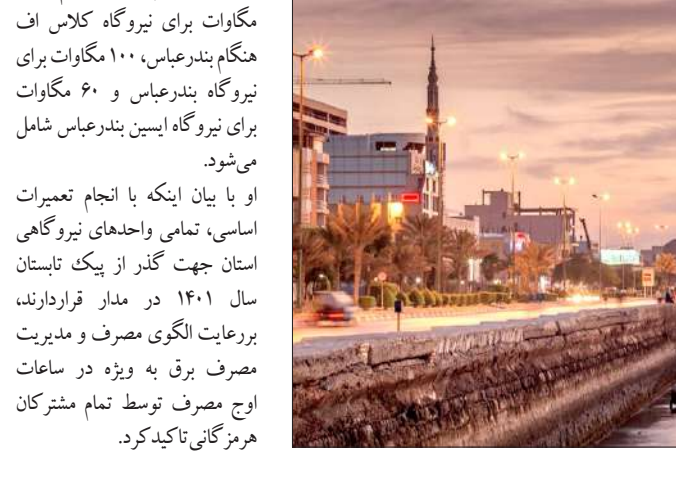 مگاوات برای نیروگاه کلاس اف
هنگام بندرعباس، ۱۰۰ مگاوات برای
نیروگاه بندرعباس و ۶۰ مگاوات
برای نیروگاه ایسین بندرعباس شامل
می‌شود.
او با بیان اینکه با انجام تعمیرات
اساسی، تمامی واحدهای نیروگاهی
استان جهت گذر از پیک تابستان
سال ۱۴۰۱ در مدار قراردارند،
بررعایت الگوی مصرف و مدیریت
مصرف برق به ویژه در ساعات
اوج مصرف توسط تمام مشترکان
هرمزگانی‌تاکیدکرد.